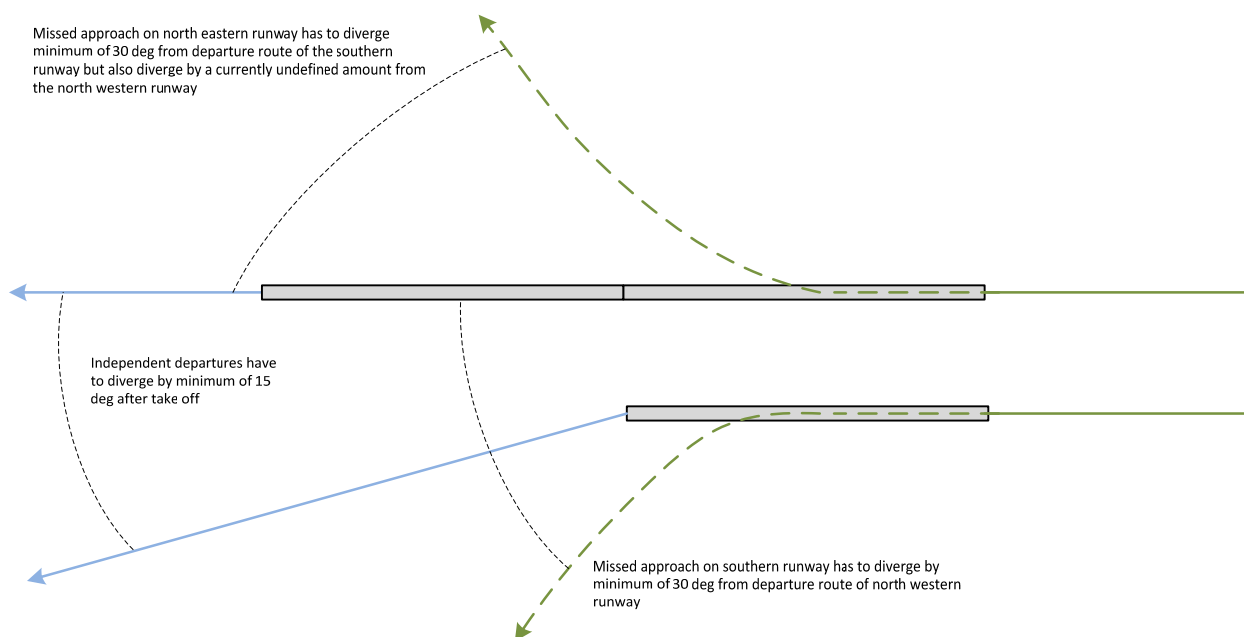 Missed approach on north eastern runway has to diverge
minimum of 30 deg from departure route of the southern
runway but also diverge by a currently undefined amount from
the north western runway
Independent departures have
to diverge by minimum of 15
deg after take off
Missed approach on southern runway has to diverge by
minimum of 30 deg from departure route of north western
runway